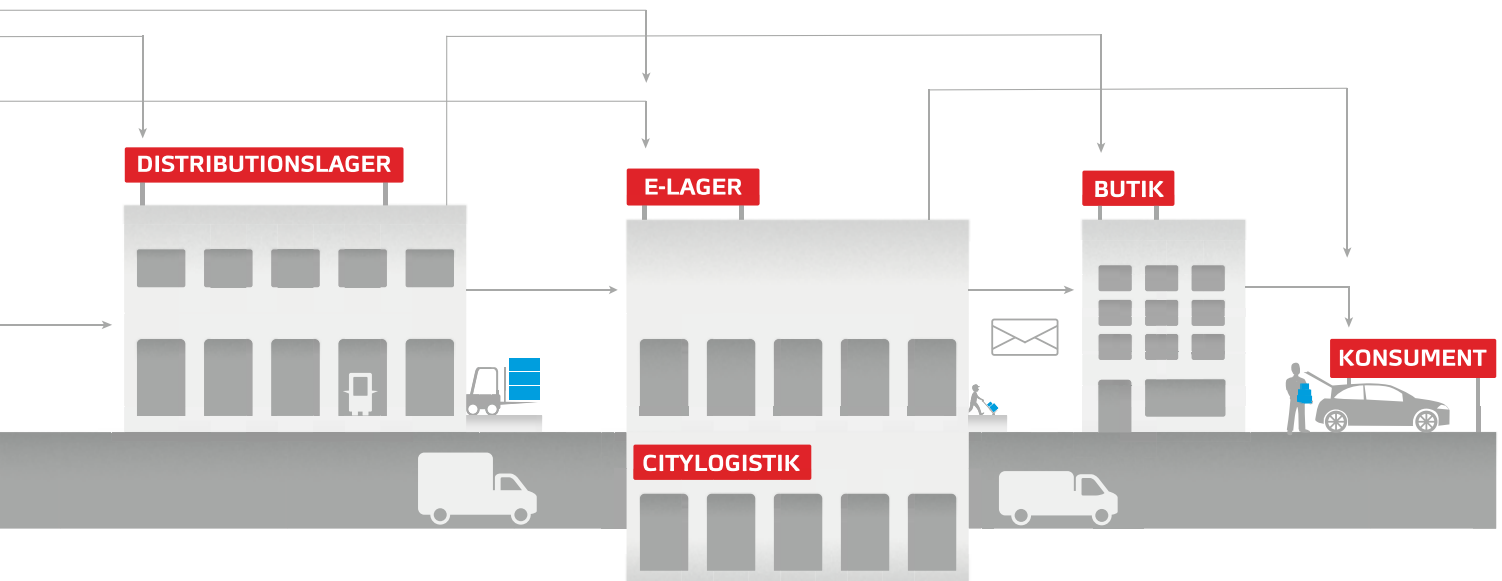 DISTRIBUTIONSLAGER
E-LAGER
BUTIK
KONSUMENT
CITYLOGISTIK